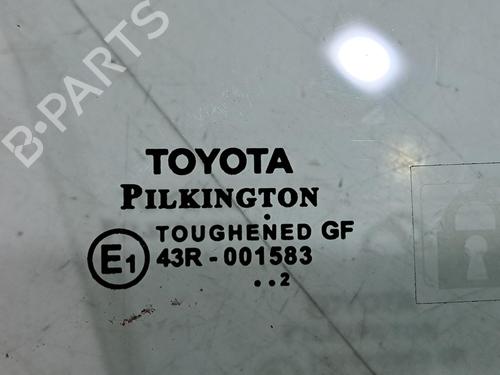 B-PARTS
TOYOTA
PILKINGTON
TOUGHENED GF
E1 43R - 001583
..2